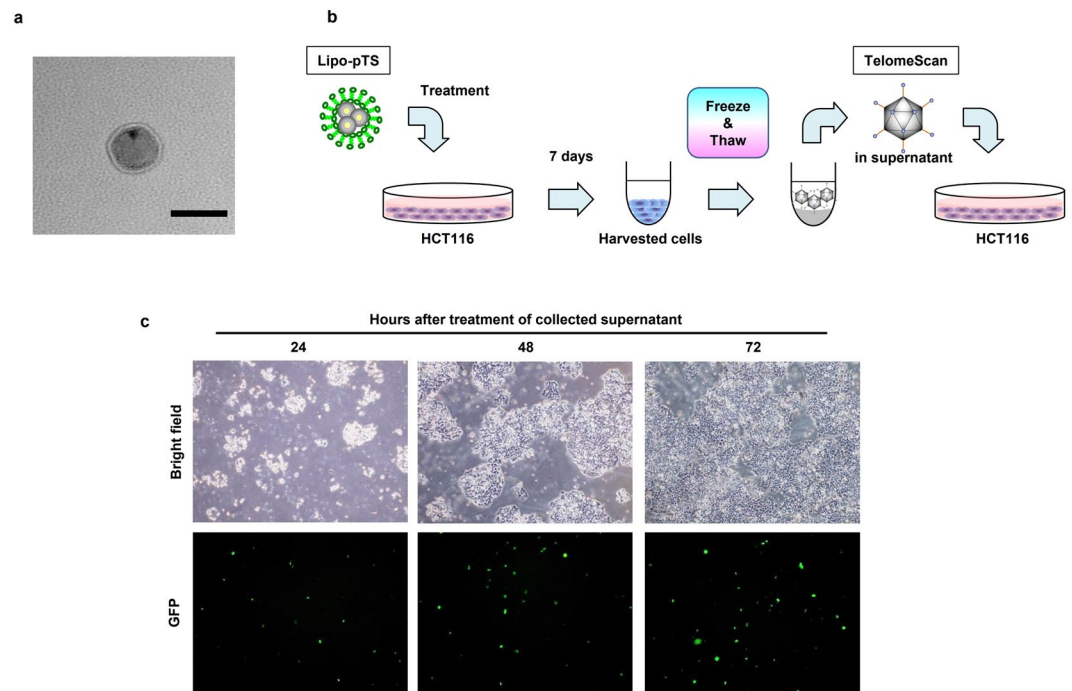 a
b
Lipo-pTS
Treatment
7 days
Freeze
&
Thaw
TelomeScan
in supernatant
HCT116
Harvested cells
HCT116
c
Hours after treatment of collected supernatant
24
48
72
Bright field
GFP